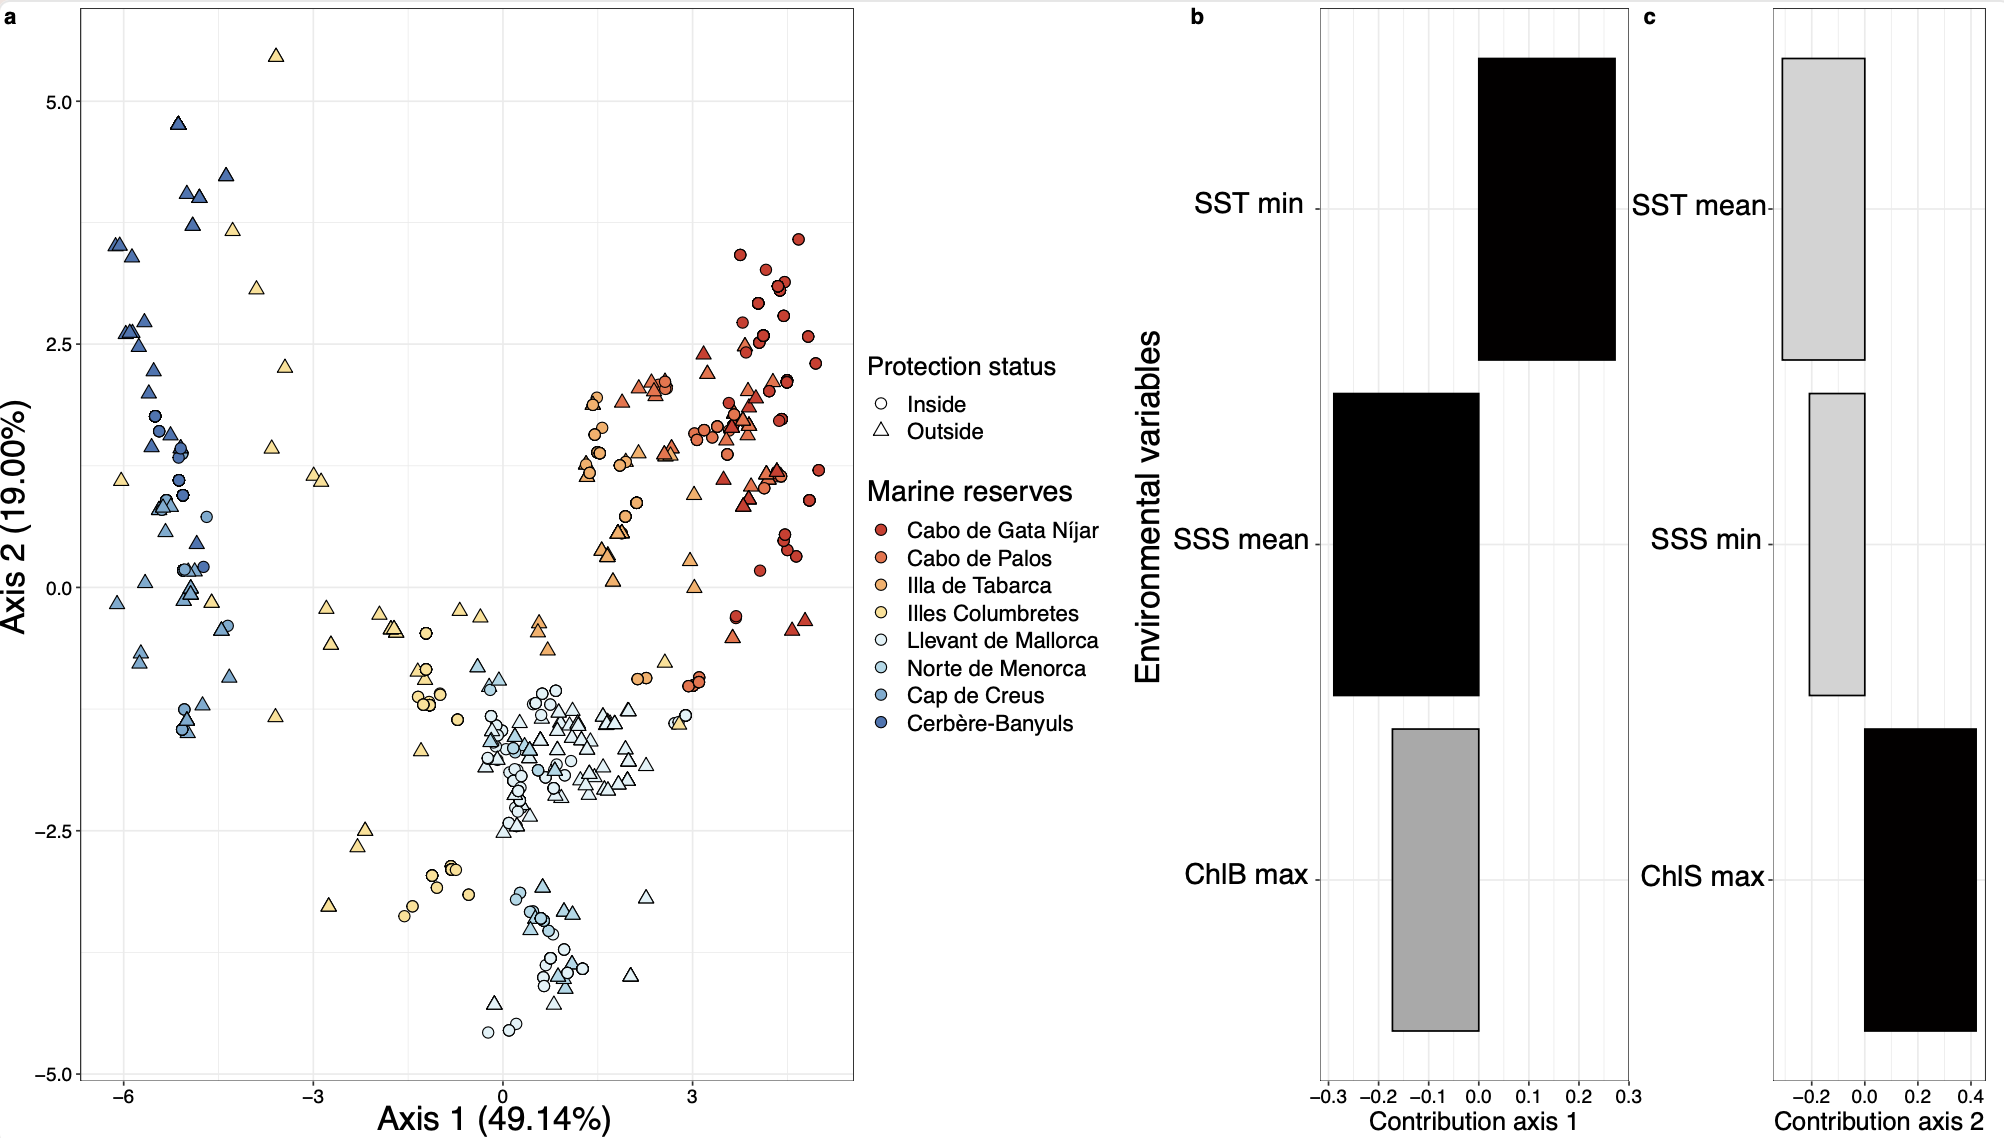 a
Axis 2 (19.00%)
5.0
2.5
0.0
−2.5
−5.0
−6
−3
0
3
Axis 1 (49.14%)
Protection status
Inside
Outside
Marine reserves
Cabo de Gata Níjar
Cabo de Palos
Illa de Tabarca
Illes Columbretes
Llevant de Mallorca
Norte de Menorca
Cap de Creus
Cerbère-Banyuls
b
Environmental variables
SST min
SSS mean
ChlB max
−0.3 −0.2 −0.1 0.0 0.1 0.2 0.3
Contribution axis 1
c
SST mean
SSS min
ChlS max
−0.2 0.0 0.2 0.4
Contribution axis 2